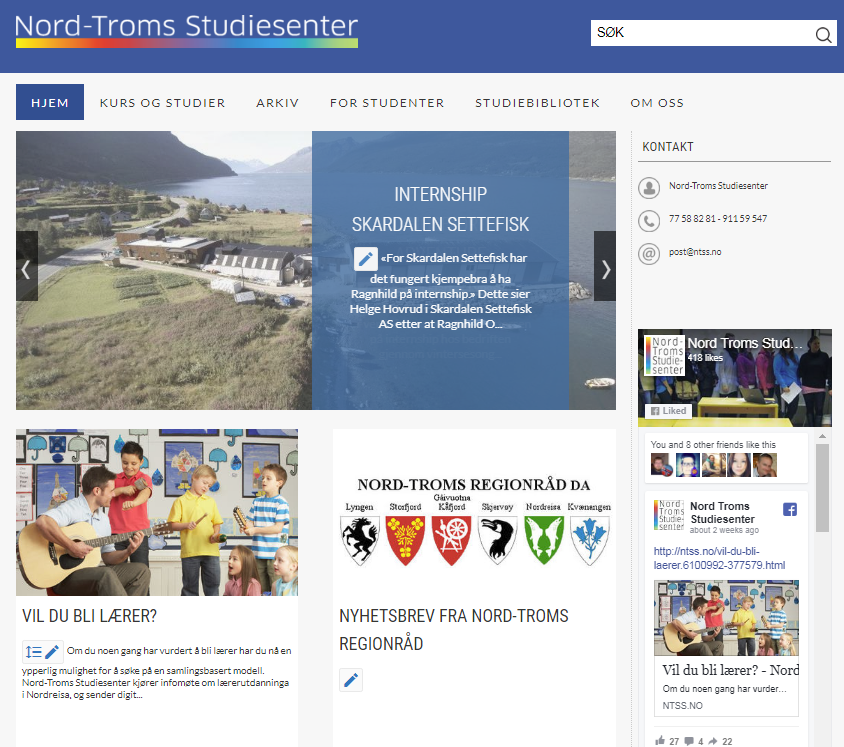 Nord-Troms Studiesenter
SØK
HJEM
KURS OG STUDIER
ARKIV
FOR STUDENTER
STUDIEBIBLIOTEK
OM OSS
INTERNSHIP
SKARDALEN SETTEFISK
«For Skardalen Settefisk har
det fungert kjempebra å ha
Ragnhild på internship.» Dette sier
Helge Hovrud i Skardalen Settefisk
AS etter at Ragnhild O...
KONTAKT
Nord-Troms Studiesenter
77 58 82 81 - 911 59 547
post@ntss.no
Nord-
Troms
Studie-
senter
Nord Troms Stud...
418 likes
Liked
You and 8 other friends like this
Nord-
Troms
Studie-
senter
Nord Troms
Studiesenter
about 2 weeks ago
http://ntss.no/vil-du-bli-
laerer.6100992-377579.html
Vil du bli lærer? - Nord
Om du noen gang har vurder...
NTSS.NO
27 4 22
VIL DU BLI LÆRER?
Om du noen gang har vurdert å bli lærer har du nå en
ypperlig mulighet for å søke på en samlingsbasert modell.
Nord-Troms Studiesenter kjører infomøte om lærerutdanninga
i Nordreisa, og sender digit...
NORD-TROMS REGIONRÅD DA
Lyngen Storfjord Gáivuotna Kåfjord Skjervøy Nordreisa Kvænangen
NYHETSBREV FRA NORD-TROMS
REGIONRÅD